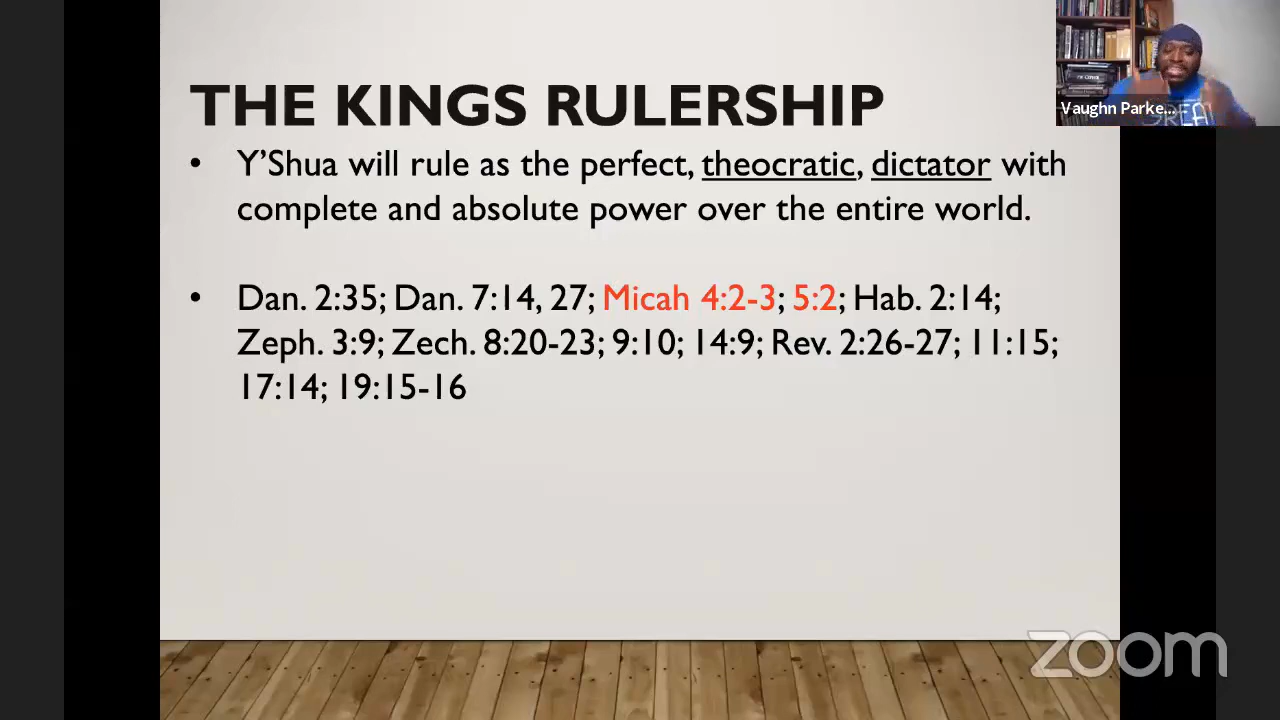 THE KINGS RULERSHIP
• Y’Shua will rule as the perfect, theocratic, dictator with
complete and absolute power over the entire world.
• Dan. 2:35; Dan. 7:14, 27; Micah 4:2-3; 5:2; Hab. 2:14;
Zeph. 3:9; Zech. 8:20-23; 9:10; 14:9; Rev. 2:26-27; 11:15;
17:14; 19:15-16
Vaughn Parke...
zoom